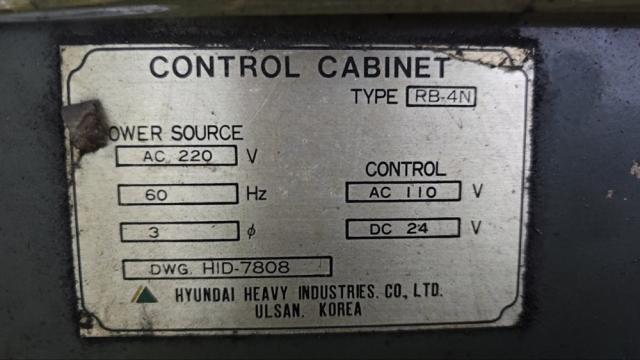 CONTROL CABINET
TYPE RB-4N
POWER SOURCE
AC 220 V
60 Hz
3 ø
CONTROL
AC 110 V
DC 24 V
DWG. HID-7808
HYUNDAI HEAVY INDUSTRIES. CO., LTD.
ULSAN. KOREA